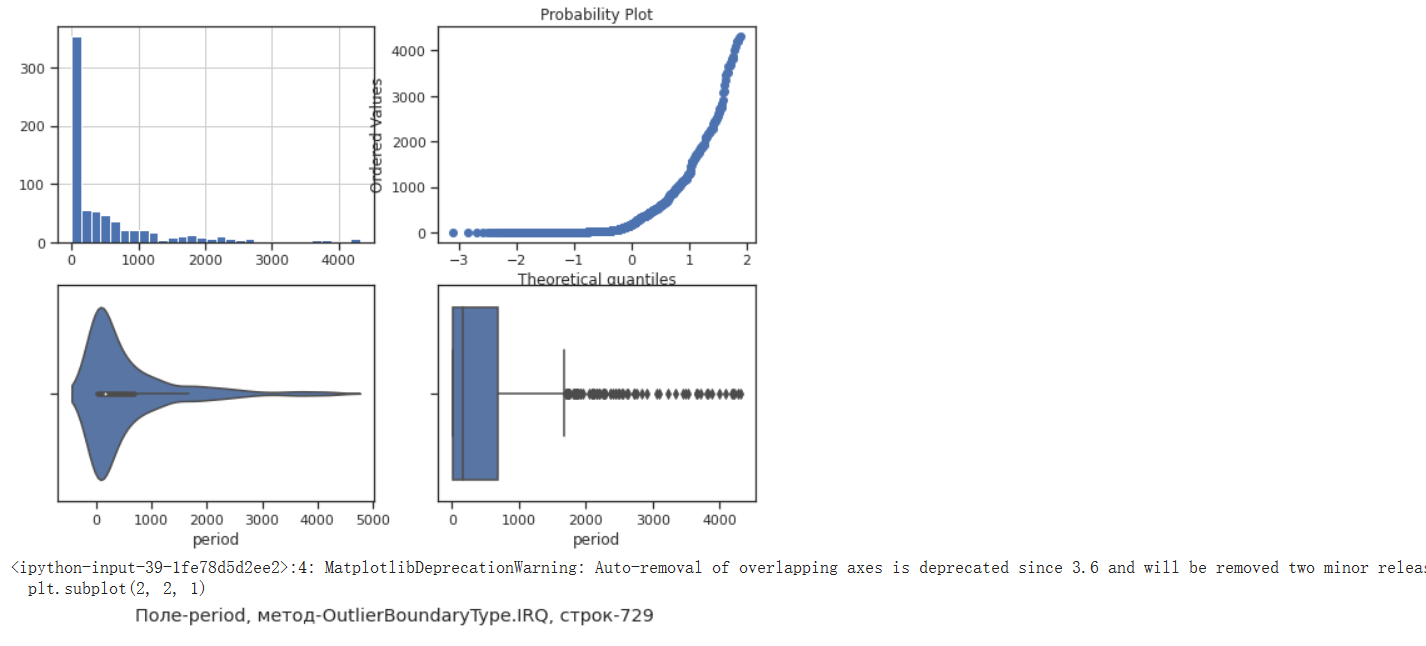 Probability Plot
300
200
100
0
0 1000 2000 3000 4000
Ordered Values
4000
3000
2000
1000
0
−3 −2 −1 0 1 2
Theoretical quantiles
0 1000 2000 3000 4000 5000
period
0 1000 2000 3000 4000
period
<ipython-input-39-1fe78d5d2ee2>:4: MatplotlibDeprecationWarning: Auto-removal of overlapping axes is deprecated since 3.6 and will be removed two minor
plt.subplot(2, 2, 1)
Поле-period, метод-OutlierBoundaryType.IRQ, строк-729